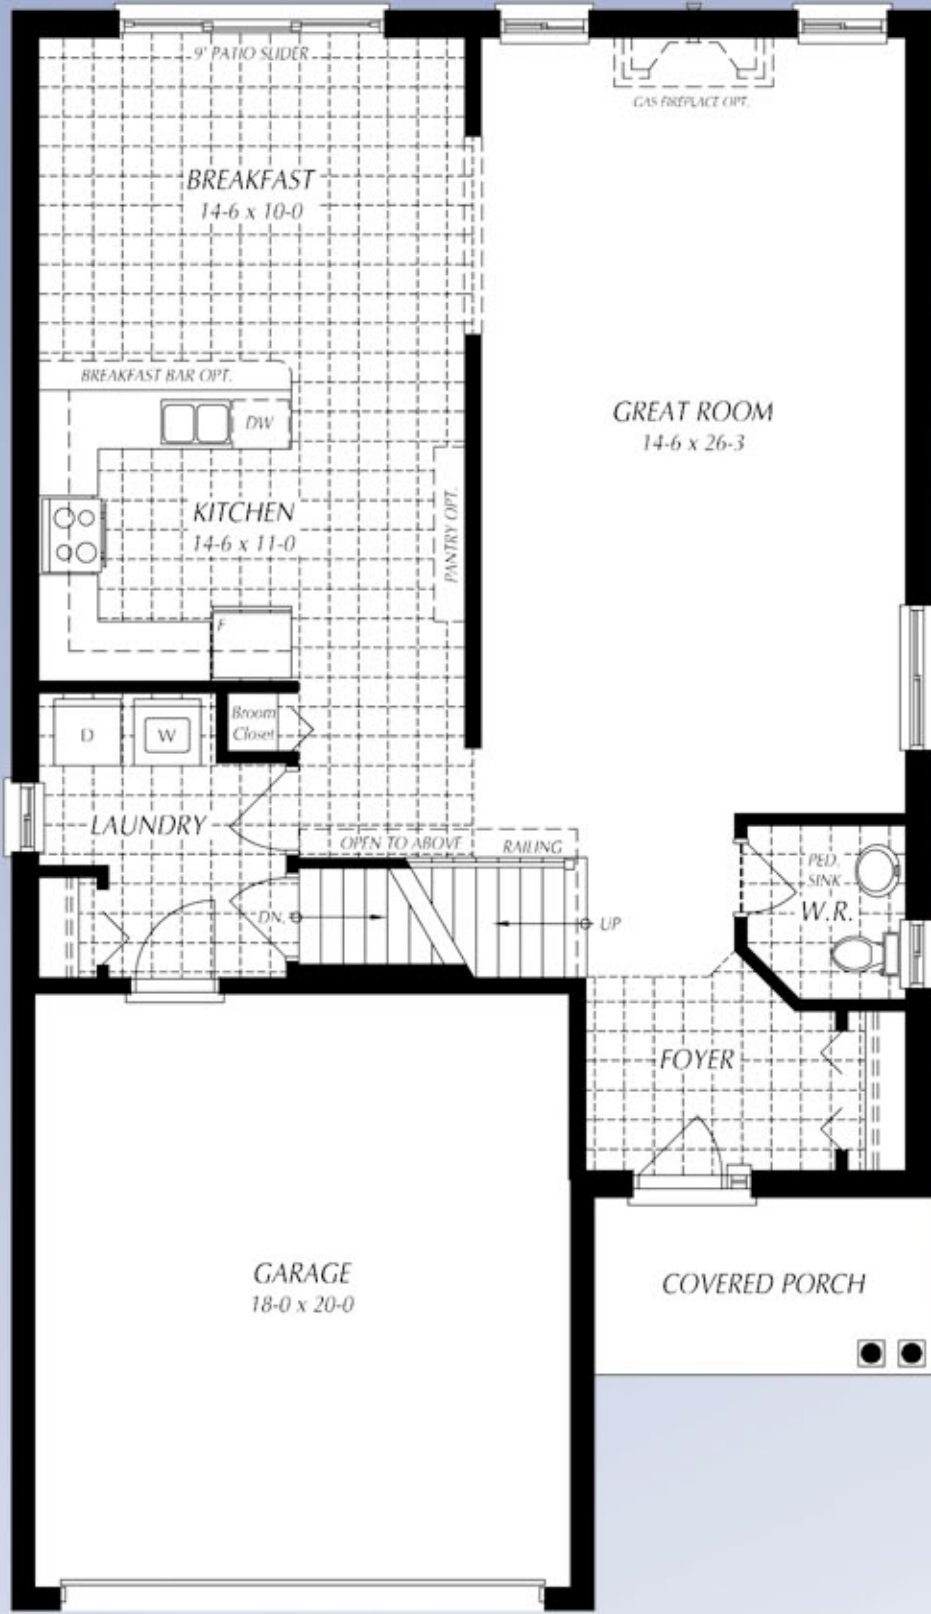 9' PATIO SLIDER
GAS FIREPLACE OPT.
BREAKFAST
14-6 x 10-0
BREAKFAST BAR OPT.
DW
GREAT ROOM
14-6 x 26-3
KITCHEN
14-6 x 11-0
PANTRY OPT.
F
Broom
Closet
D
W
LAUNDRY
OPEN TO ABOVE
RAILING
PED.
SINK
W.R.
DN.
UP
FOYER
GARAGE
18-0 x 20-0
COVERED PORCH